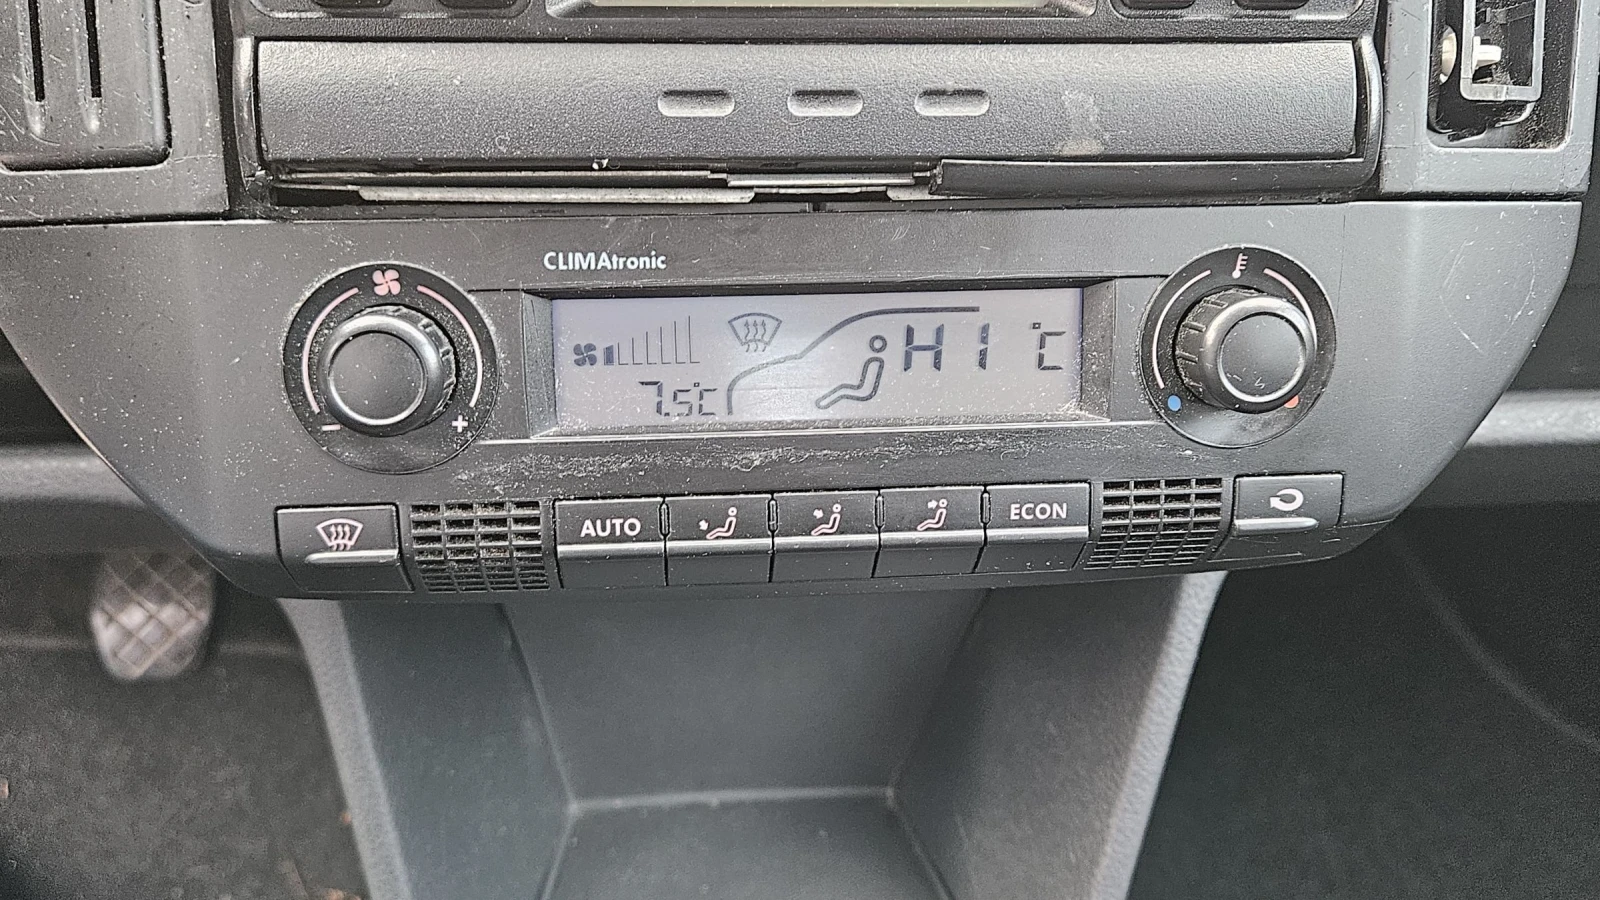 CLIMAtronic
HI °C
7.5°C
- +
AUTO
ECON